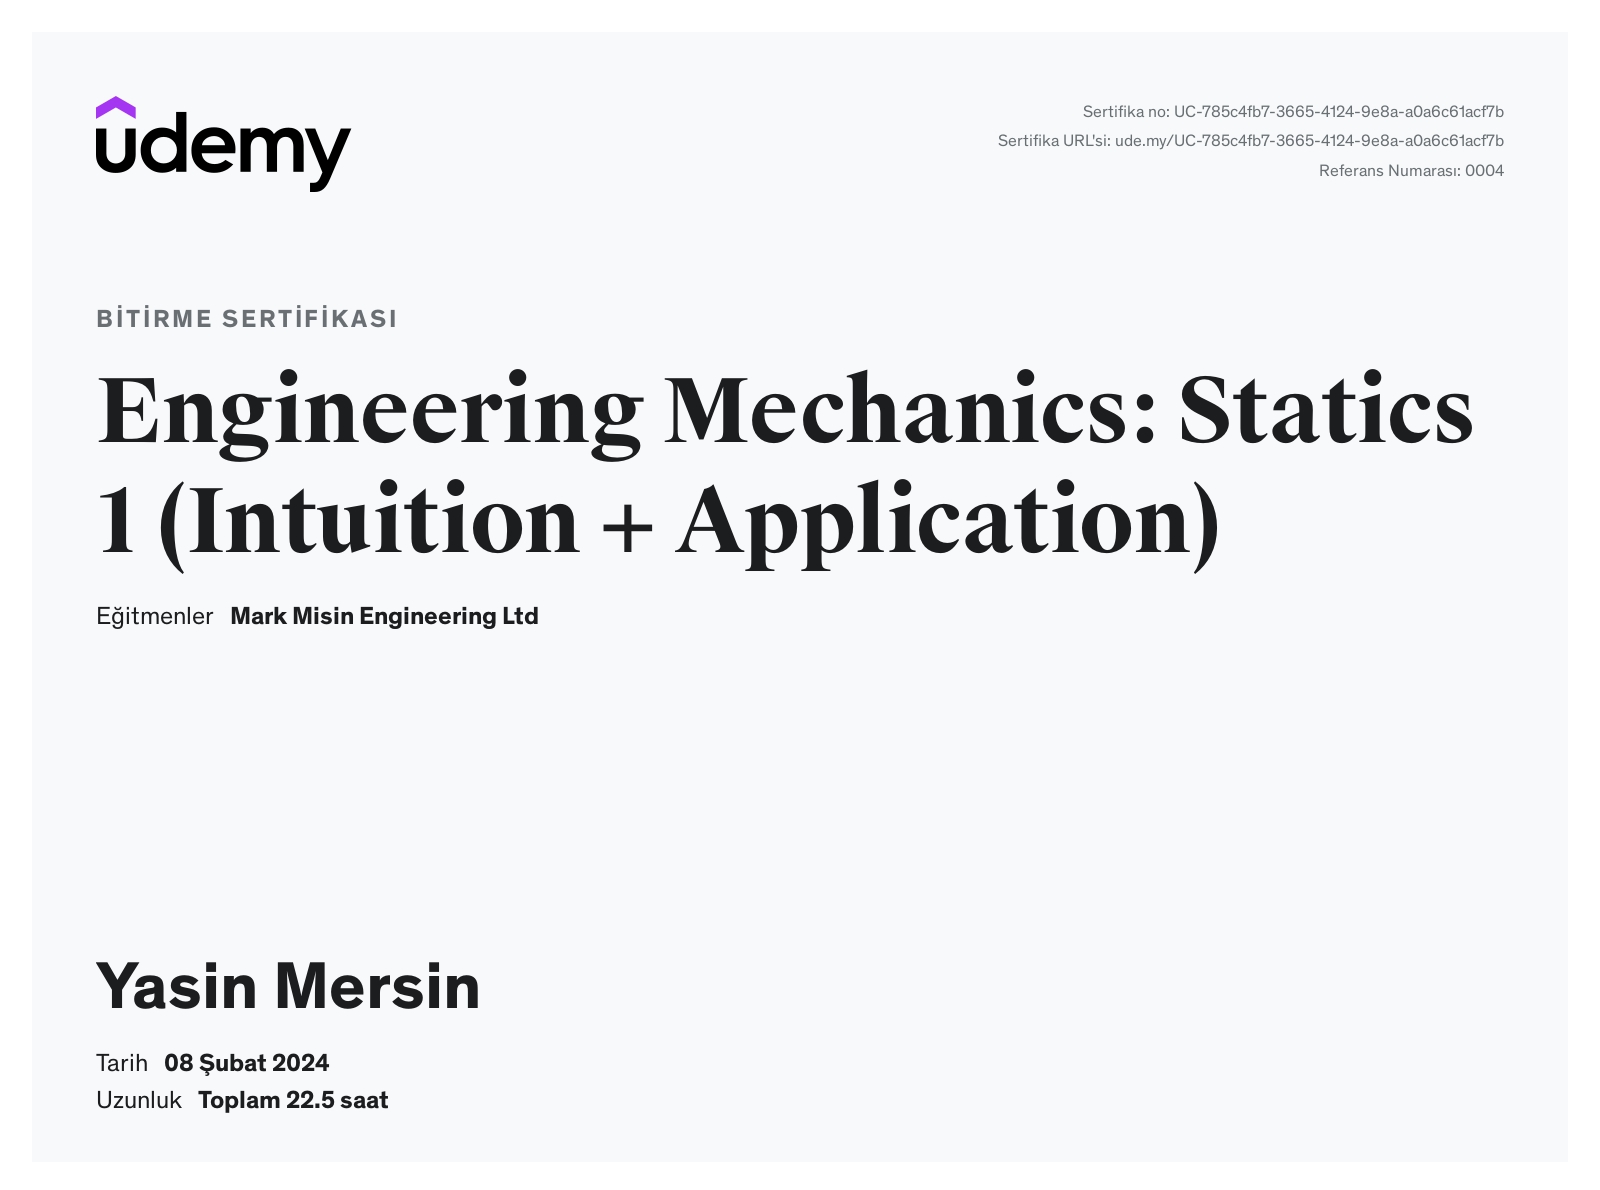 udemy
Sertifika no: UC-785c4fb7-3665-4124-9e8a-a0a6c61acf7b
Sertifika URL'si: ude.my/UC-785c4fb7-3665-4124-9e8a-a0a6c61acf7b
Referans Numarası: 0004
BİTİRME SERTİFİKASI
Engineering Mechanics: Statics
1 (Intuition + Application)
Eğitmenler Mark Misin Engineering Ltd
Yasin Mersin
Tarih 08 Şubat 2024
Uzunluk Toplam 22.5 saat